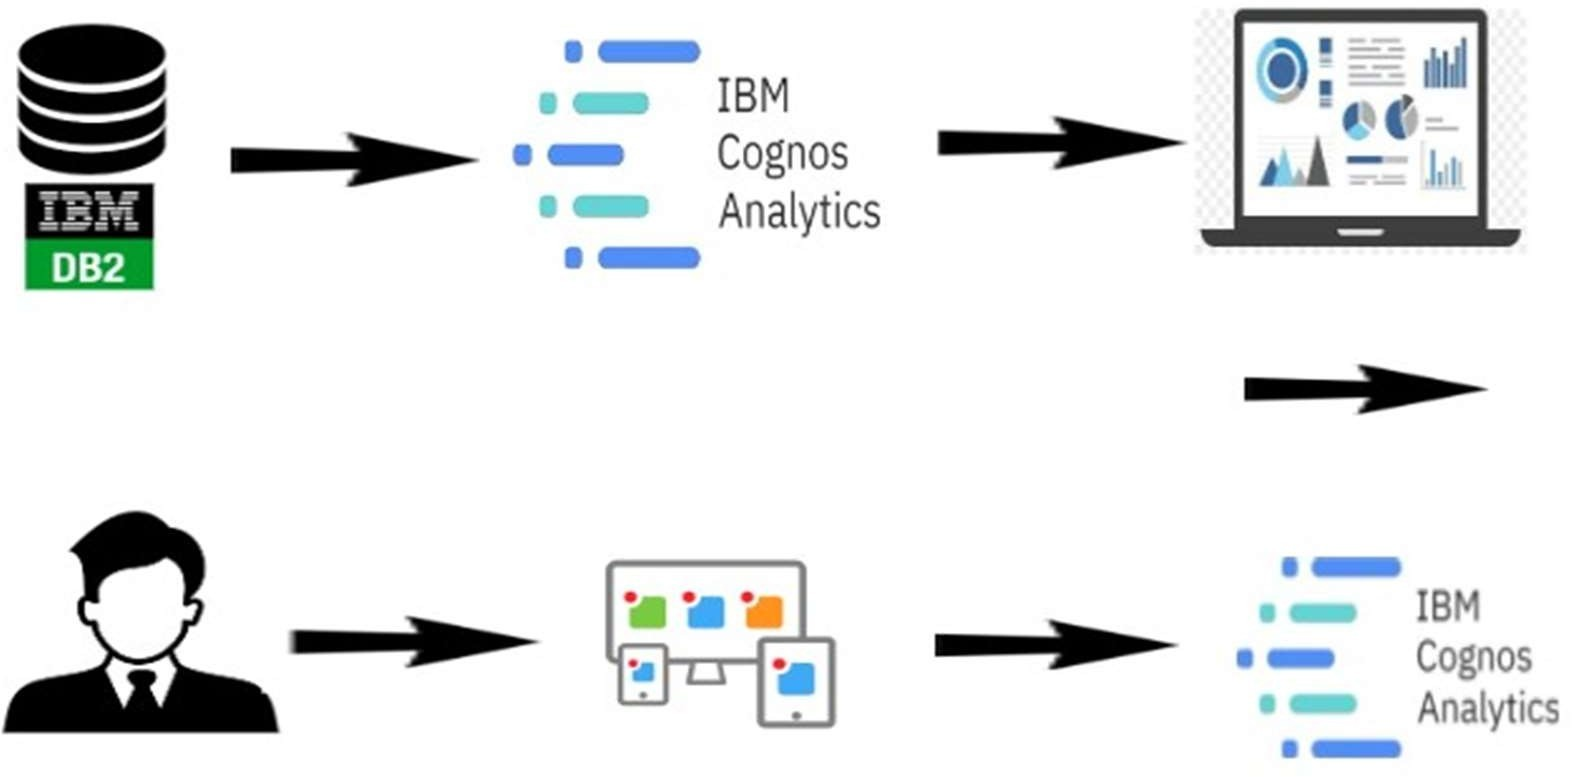 IBM
DB2
IBM
Cognos
Analytics
IBM
Cognos
Analytics